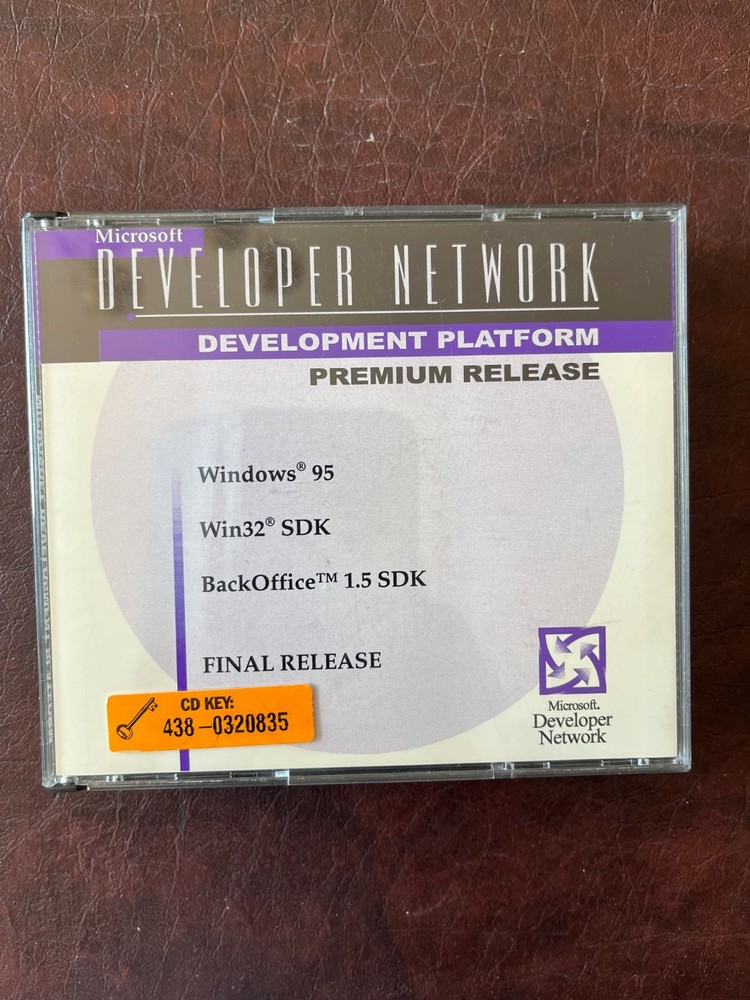 Microsoft
DEVELOPER NETWORK
DEVELOPMENT PLATFORM
PREMIUM RELEASE
Windows® 95
Win32® SDK
BackOffice™ 1.5 SDK
FINAL RELEASE
CD KEY:
438-0320835
Microsoft®
Developer
Network